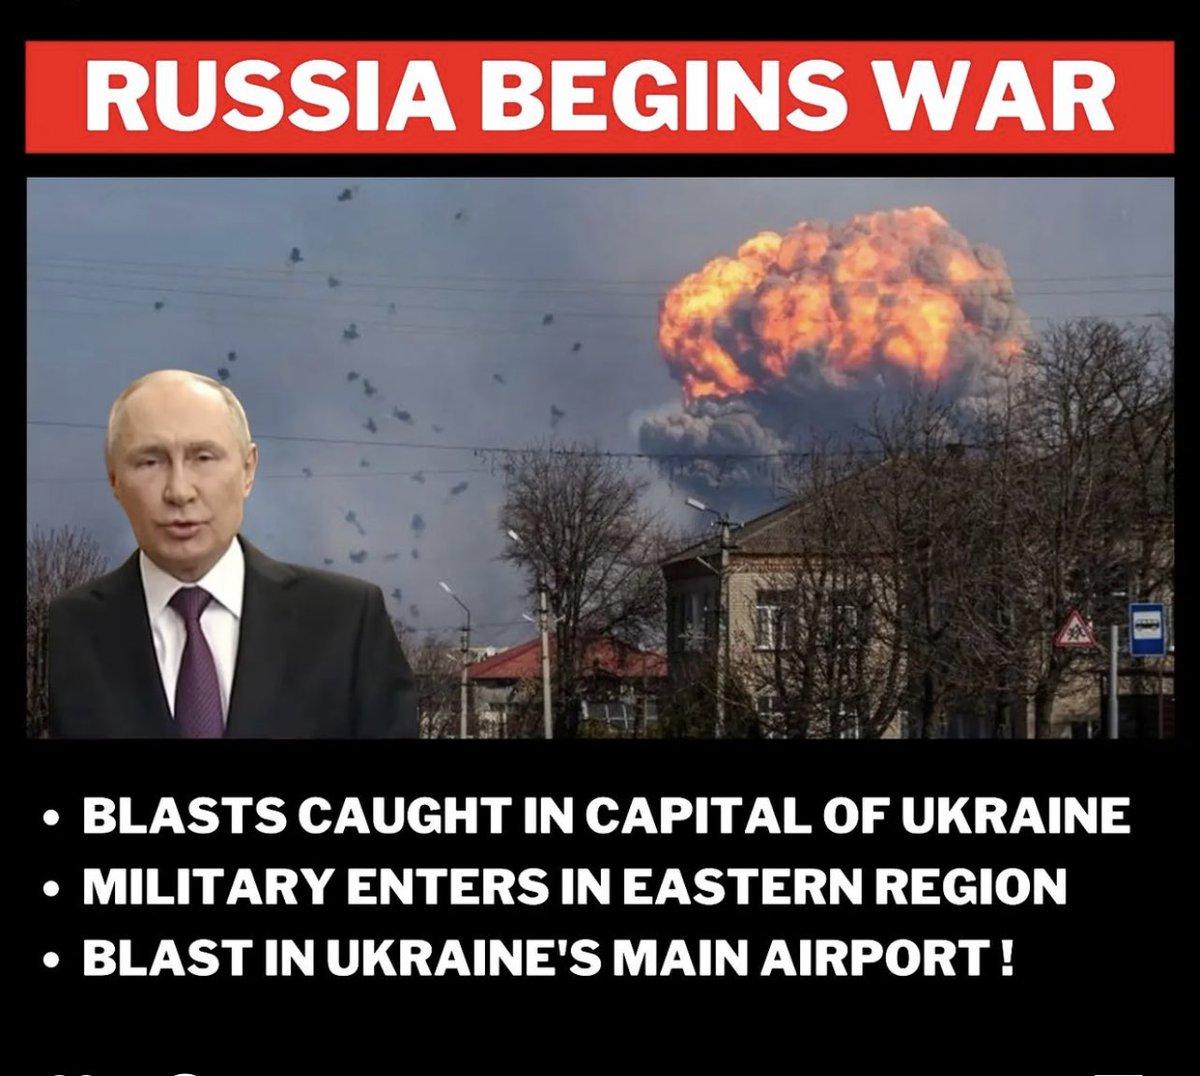 RUSSIA BEGINS WAR
• BLASTS CAUGHT IN CAPITAL OF UKRAINE
• MILITARY ENTERS IN EASTERN REGION
• BLAST IN UKRAINE'S MAIN AIRPORT !